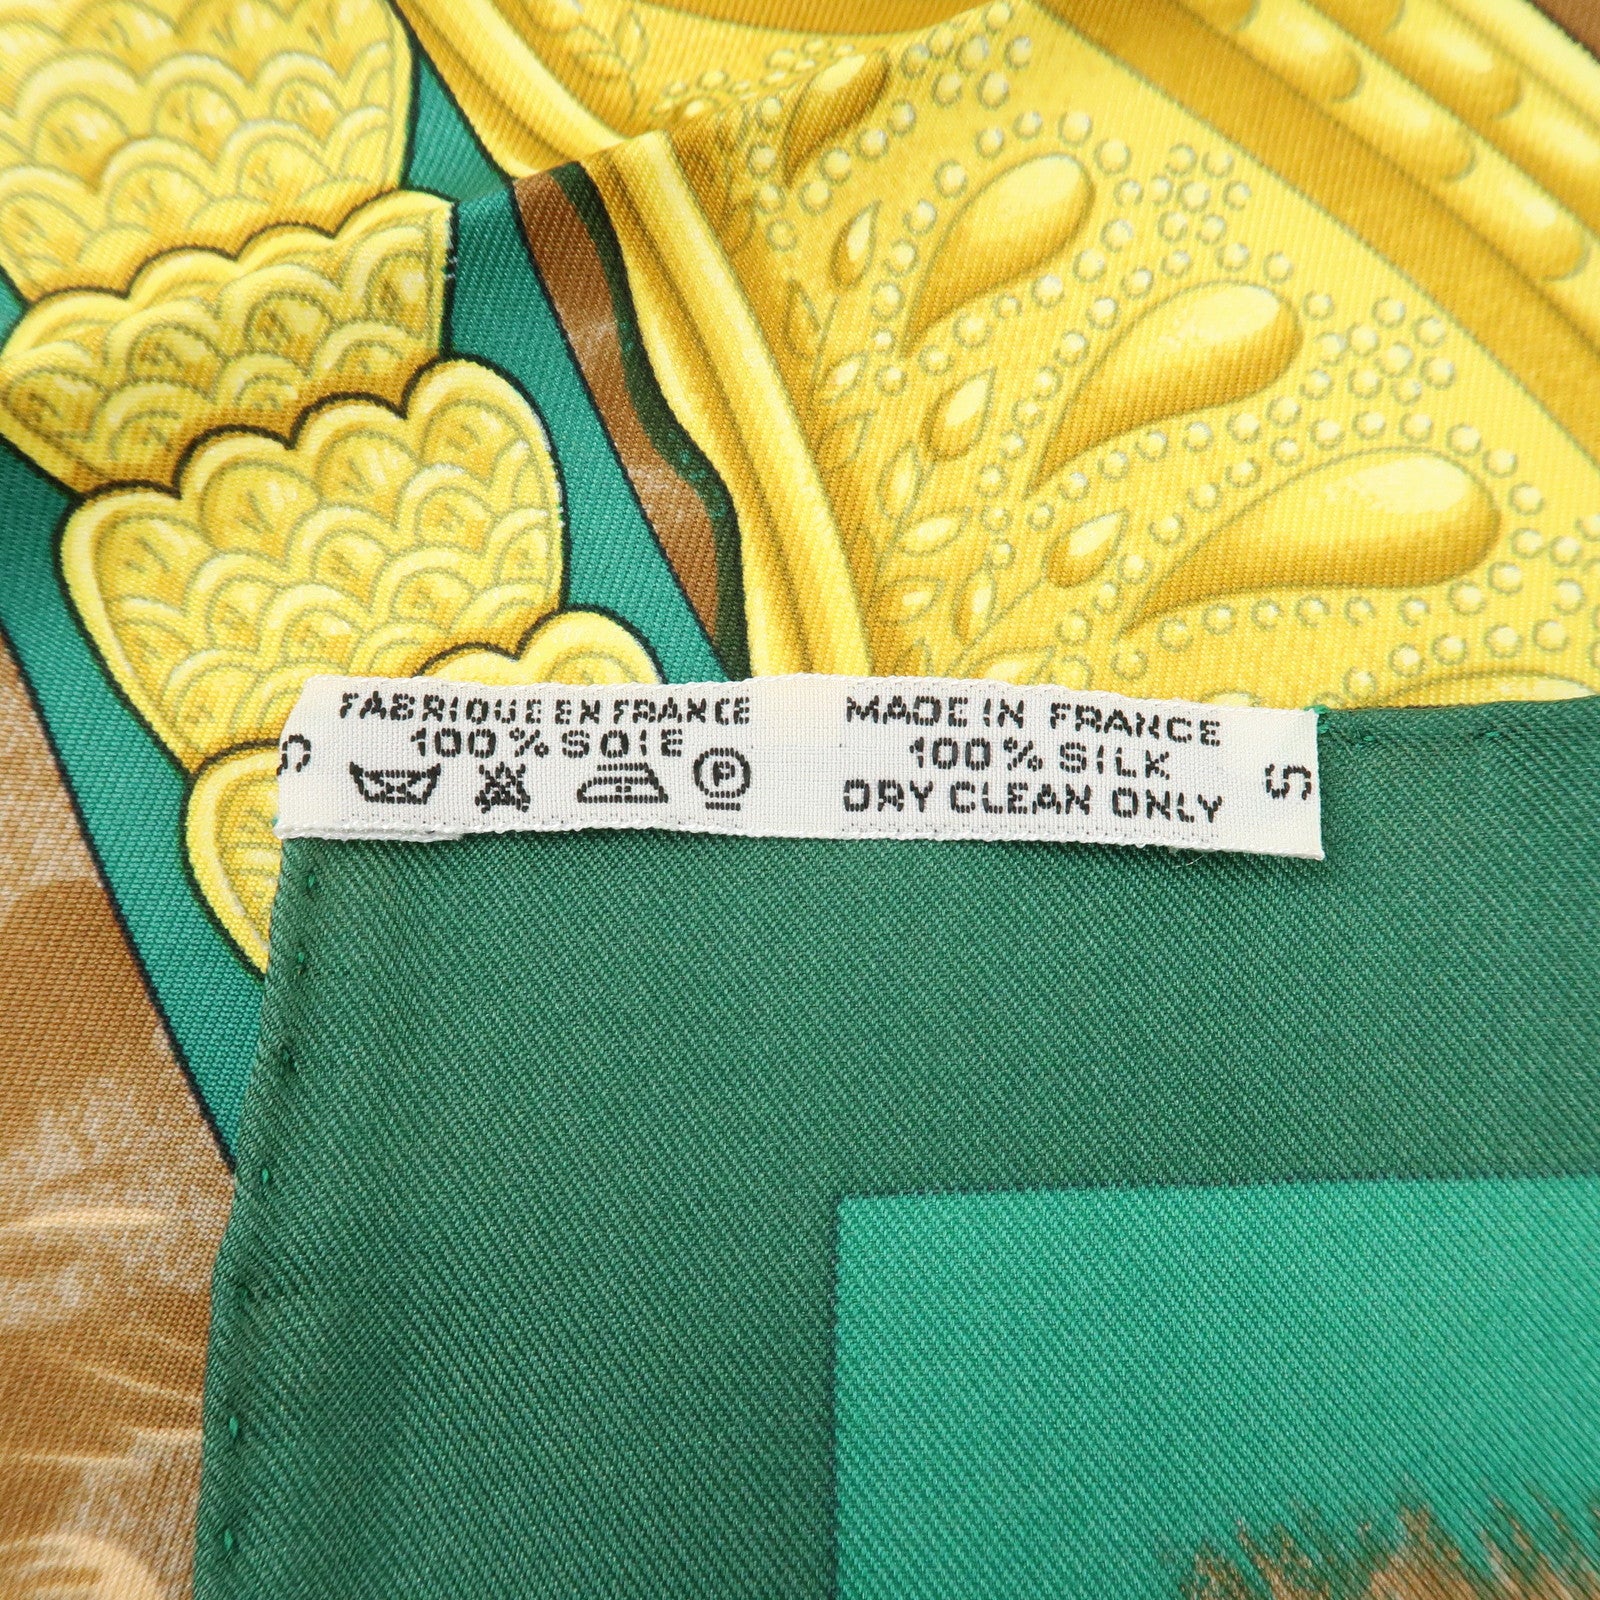 FABRIQUE EN FRANCE
100 % SOIE
P
MADE IN FRANCE
100 % SILK
DRY CLEAN ONLY
S